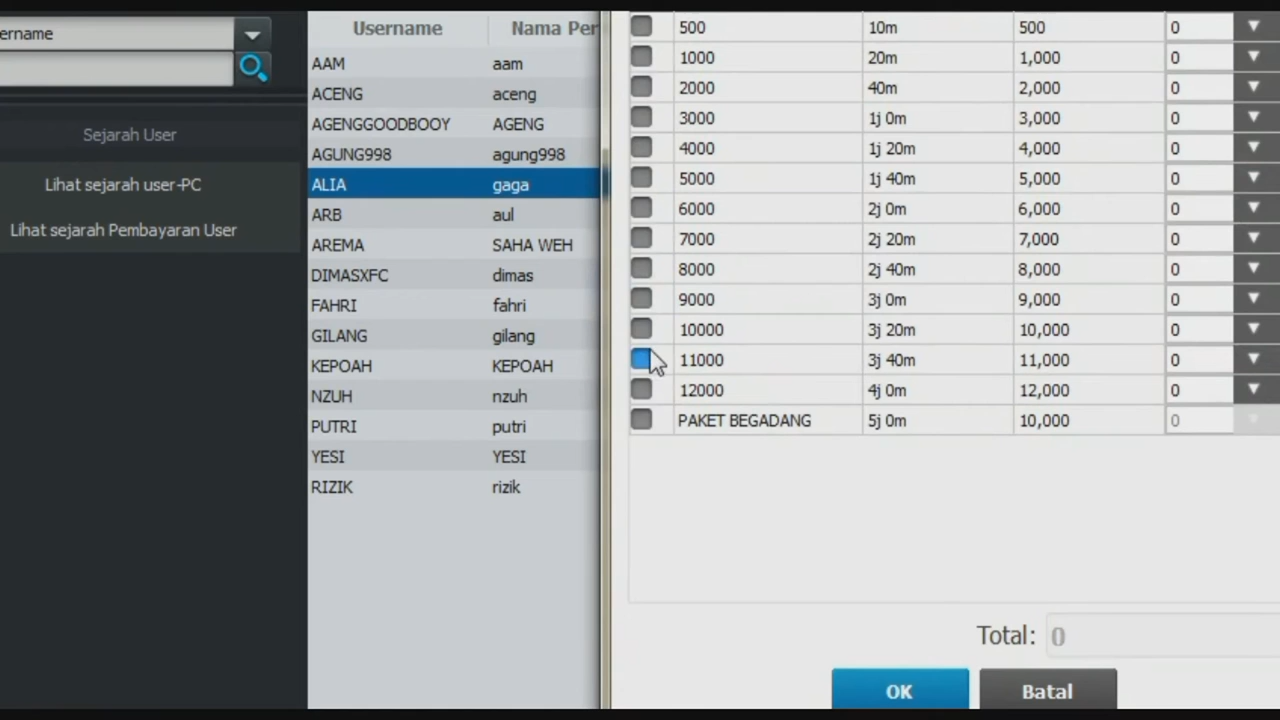 ername
Sejarah User
Lihat sejarah user-PC
Lihat sejarah Pembayaran User
Username Nama Per
AAM aam
ACENG aceng
AGENGGOODBOOY AGENG
AGUNG998 agung998
ALIA gaga
ARB aul
AREMA SAHA WEH
DIMASXFC dimas
FAHRI fahri
GILANG gilang
KEPOAH KEPOAH
NZUH nzuh
PUTRI putri
YESI YESI
RIZIK rizik
500 10m 500 0
1000 20m 1,000 0
2000 40m 2,000 0
3000 1j 0m 3,000 0
4000 1j 20m 4,000 0
5000 1j 40m 5,000 0
6000 2j 0m 6,000 0
7000 2j 20m 7,000 0
8000 2j 40m 8,000 0
9000 3j 0m 9,000 0
10000 3j 20m 10,000 0
11000 3j 40m 11,000 0
12000 4j 0m 12,000 0
PAKET BEGADANG 5j 0m 10,000 0
Total: 0
OK Batal